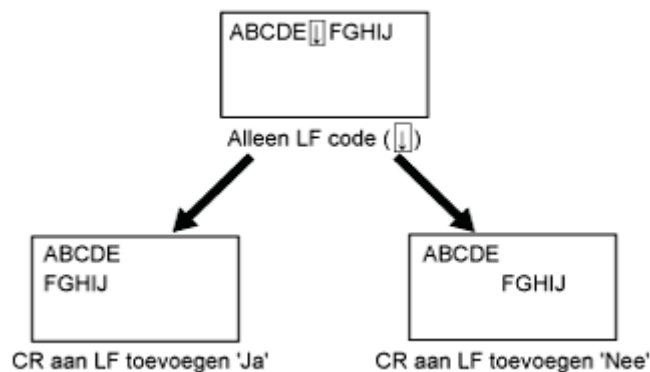 ABCDE↓FGHIJ
Alleen LF code (↓)
ABCDE
FGHIJ
CR aan LF toevoegen 'Ja'
ABCDE
FGHIJ
CR aan LF toevoegen 'Nee'